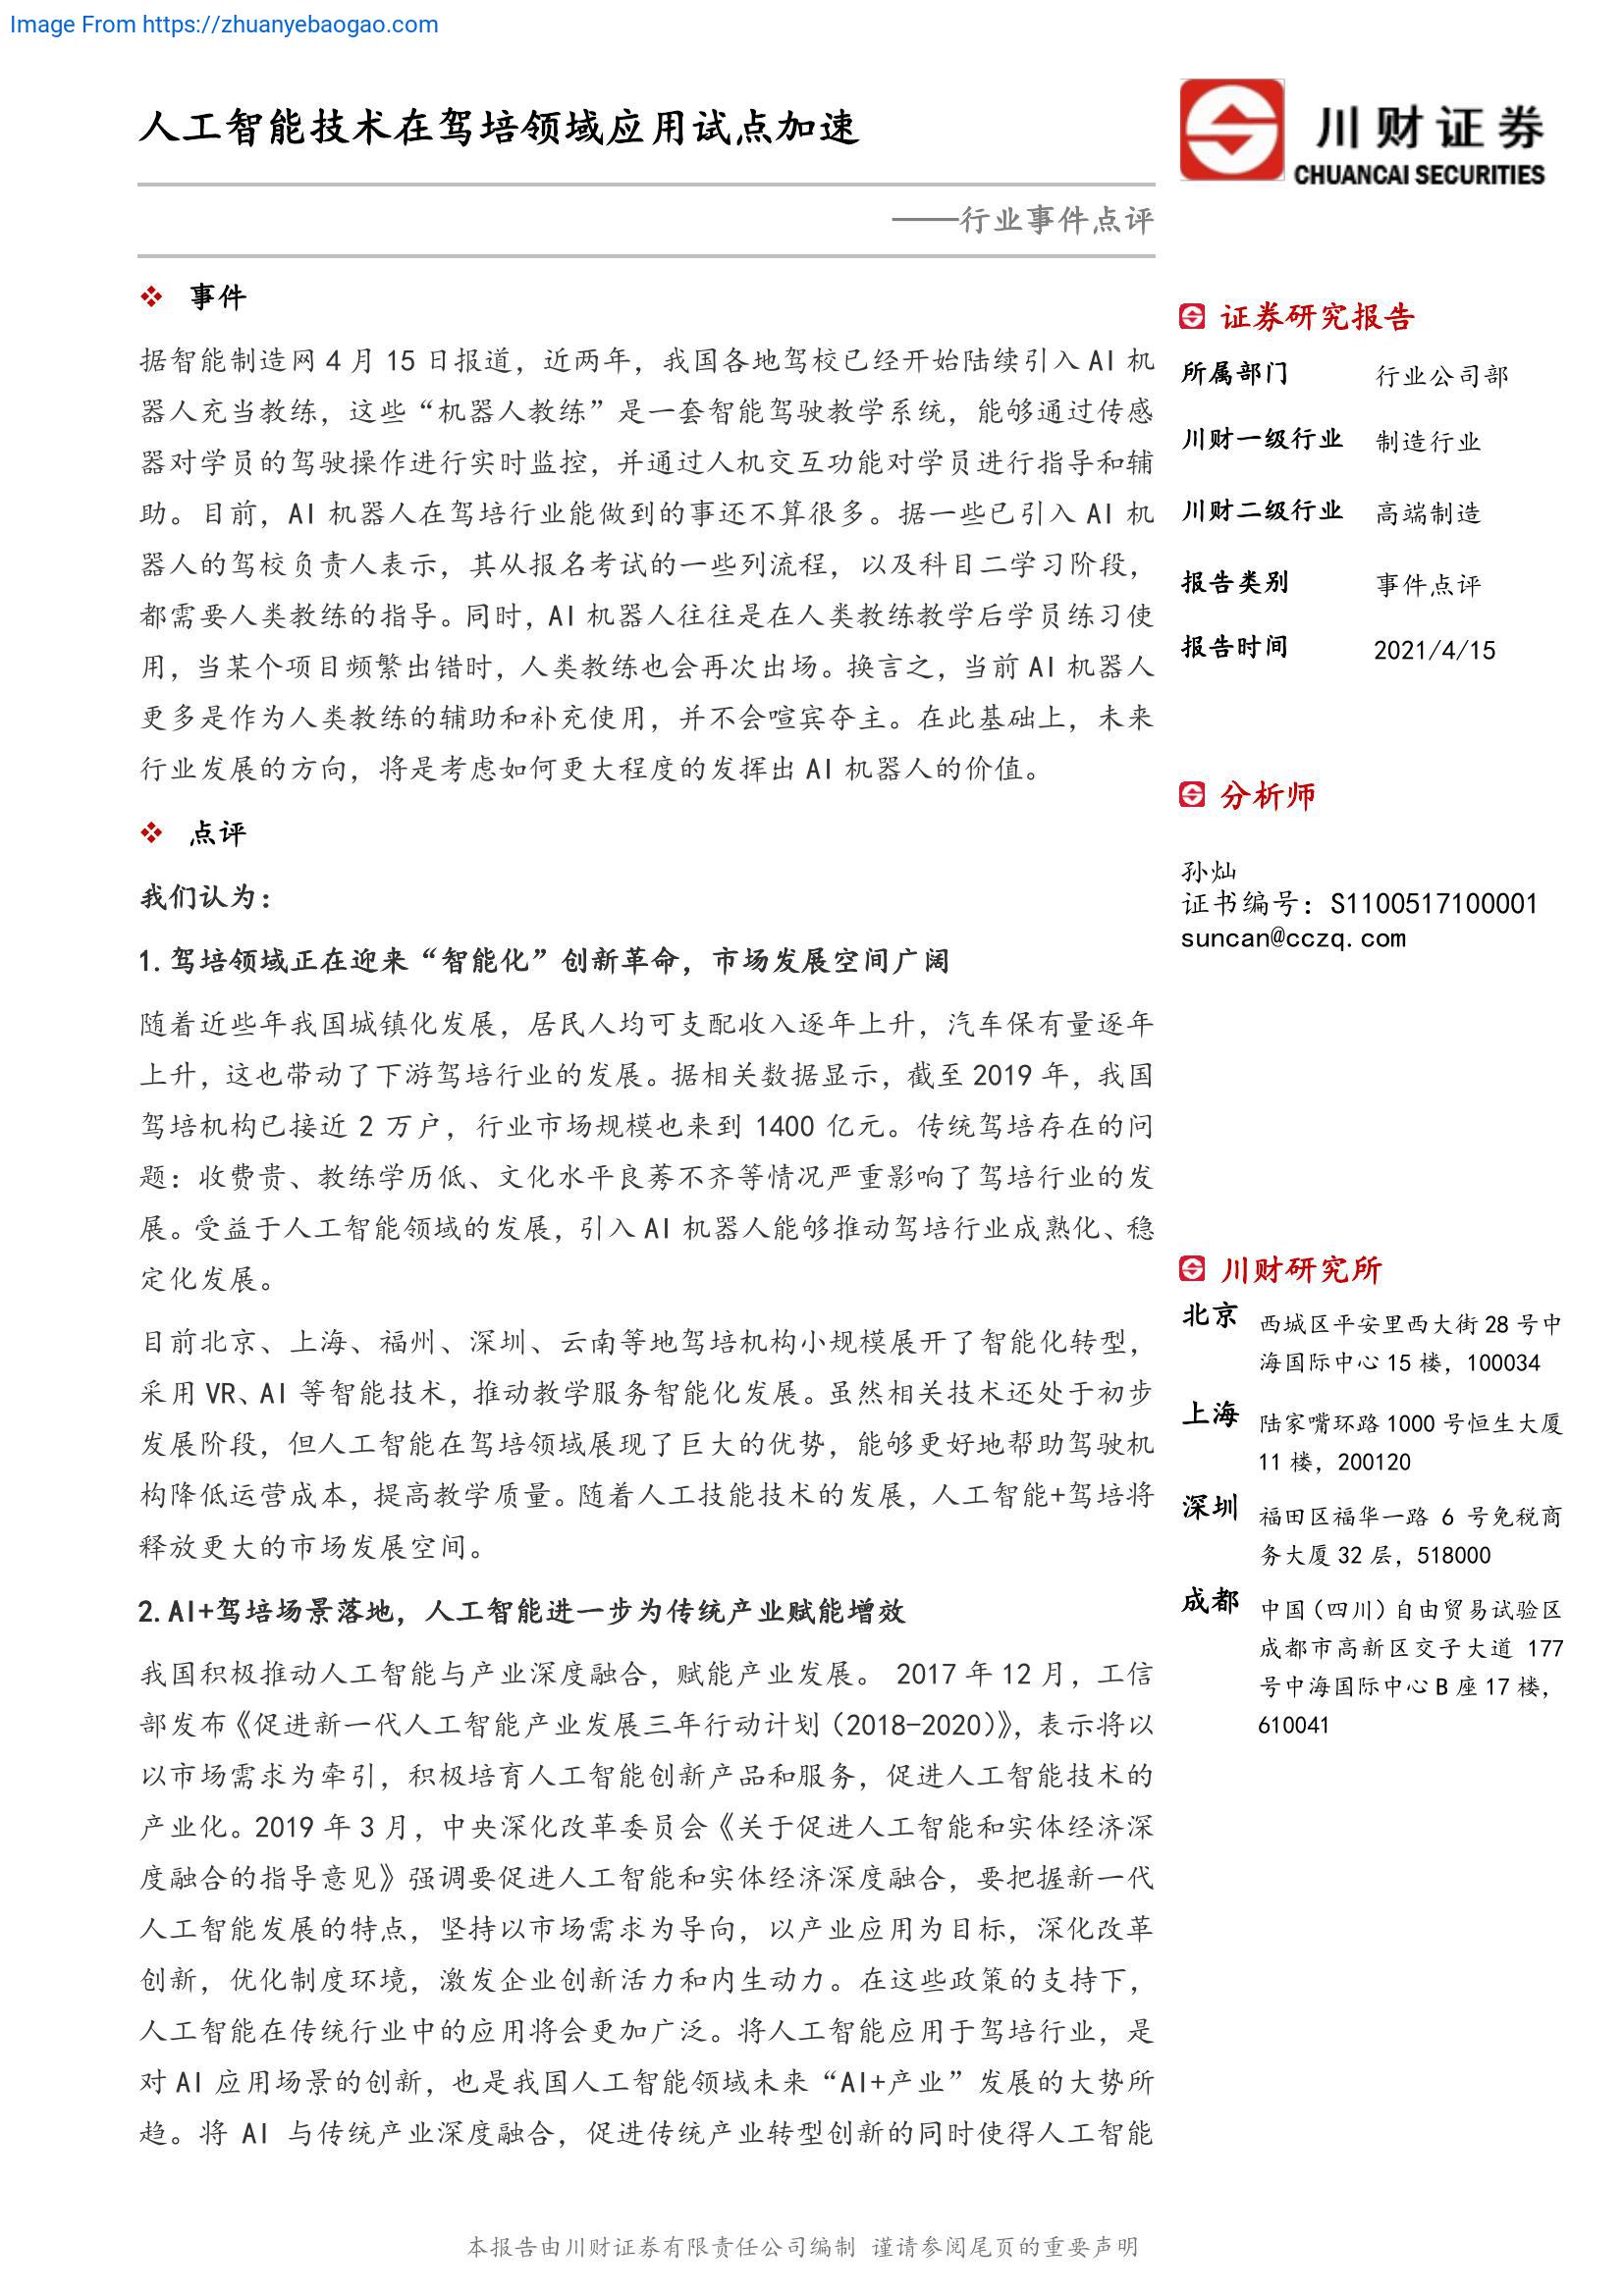 Image From https://zhuanyebaogao.com
人工智能技术在驾培领域应用试点加速
川财证券
CHUANCAI SECURITIES
——行业事件点评
事件
据智能制造网 4 月 15 日报道，近两年，我国各地驾校已经开始陆续引入 AI 机
器人充当教练，这些“机器人教练”是一套智能驾驶教学系统，能够通过传感
器对学员的驾驶操作进行实时监控，并通过人机交互功能对学员进行指导和辅
助。目前，AI 机器人在驾培行业能做到的事还不算很多。据一些已引入 AI 机
器人的驾校负责人表示，其从报名考试的一些列流程，以及科目二学习阶段，
都需要人类教练的指导。同时，AI 机器人往往是在人类教练教学后学员练习使
用，当某个项目频繁出错时，人类教练也会再次出场。换言之，当前 AI 机器人
更多是作为人类教练的辅助和补充使用，并不会喧宾夺主。在此基础上，未来
行业发展的方向，将是考虑如何更大程度的发挥出 AI 机器人的价值。
点评
我们认为：
1.驾培领域正在迎来“智能化”创新革命，市场发展空间广阔
随着近些年我国城镇化发展，居民人均可支配收入逐年上升，汽车保有量逐年
上升，这也带动了下游驾培行业的发展。据相关数据显示，截至 2019 年，我国
驾培机构已接近 2 万户，行业市场规模也来到 1400 亿元。传统驾培存在的问
题：收费贵、教练学历低、文化水平良莠不齐等情况严重影响了驾培行业的发
展。受益于人工智能领域的发展，引入 AI 机器人能够推动驾培行业成熟化、稳
定化发展。
目前北京、上海、福州、深圳、云南等地驾培机构小规模展开了智能化转型，
采用 VR、AI 等智能技术，推动教学服务智能化发展。虽然相关技术还处于初步
发展阶段，但人工智能在驾培领域展现了巨大的优势，能够更好地帮助驾驶机
构降低运营成本，提高教学质量。随着人工技能技术的发展，人工智能+驾培将
释放更大的市场发展空间。
2.AI+驾培场景落地，人工智能进一步为传统产业赋能增效
我国积极推动人工智能与产业深度融合，赋能产业发展。 2017 年 12 月，工信
部发布《促进新一代人工智能产业发展三年行动计划（2018-2020）》，表示将以
以市场需求为牵引，积极培育人工智能创新产品和服务，促进人工智能技术的
产业化。2019 年 3 月，中央深化改革委员会《关于促进人工智能和实体经济深
度融合的指导意见》强调要促进人工智能和实体经济深度融合，要把握新一代
人工智能发展的特点，坚持以市场需求为导向，以产业应用为目标，深化改革
创新，优化制度环境，激发企业创新活力和内生动力。在这些政策的支持下，
人工智能在传统行业中的应用将会更加广泛。将人工智能应用于驾培行业，是
对 AI 应用场景的创新，也是我国人工智能领域未来“AI+产业”发展的大势所
趋。将 AI 与传统产业深度融合，促进传统产业转型创新的同时使得人工智能
证券研究报告
所属部门 行业公司部
川财一级行业 制造行业
川财二级行业 高端制造
报告类别 事件点评
报告时间 2021/4/15
分析师
孙灿
证书编号：S1100517100001
suncan@cczq.com
川财研究所
北京 西城区平安里西大街 28 号中
海国际中心 15 楼，100034
上海 陆家嘴环路 1000 号恒生大厦
11 楼，200120
深圳 福田区福华一路 6 号免税商
务大厦 32 层，518000
成都 中国（四川）自由贸易试验区
成都市高新区交子大道 177
号中海国际中心 B 座 17 楼，
610041
本报告由川财证券有限责任公司编制 谨请参阅尾页的重要声明